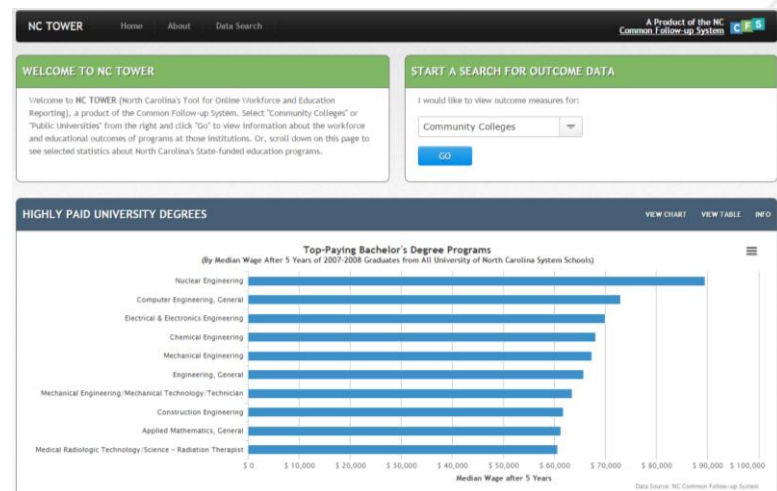 NC TOWER
Home
About
Data Search
A Product of the NC
Common Follow-up System
CFS
WELCOME TO NC TOWER
Welcome to NC TOWER (North Carolina's Tool for Online Workforce and Education
Reporting), a product of the Common Follow-up System. Select "Community Colleges" or
"Public Universities" from the right and click "Go" to view information about the workforce
and educational outcomes of programs at those institutions. Or, scroll down on this page to
see selected statistics about North Carolina's State-funded education programs.
START A SEARCH FOR OUTCOME DATA
I would like to view outcome measures for:
Community Colleges
GO
HIGHLY PAID UNIVERSITY DEGREES
VIEW CHART
VIEW TABLE
INFO
Top-Paying Bachelor's Degree Programs
(By Median Wage After 5 Years of 2007-2008 Graduates from All University of North Carolina System Schools)
Nuclear Engineering
Computer Engineering, General
Electrical & Electronics Engineering
Chemical Engineering
Mechanical Engineering
Engineering, General
Mechanical Engineering/Mechanical Technology/Technician
Construction Engineering
Applied Mathematics, General
Medical Radiologic Technology/Science – Radiation Therapist
$ 0 $ 10,000 $ 20,000 $ 30,000 $ 40,000 $ 50,000 $ 60,000 $ 70,000 $ 80,000 $ 90,000 $ 100,000
Median Wage after 5 Years
Data Source: NC Common Follow-up System